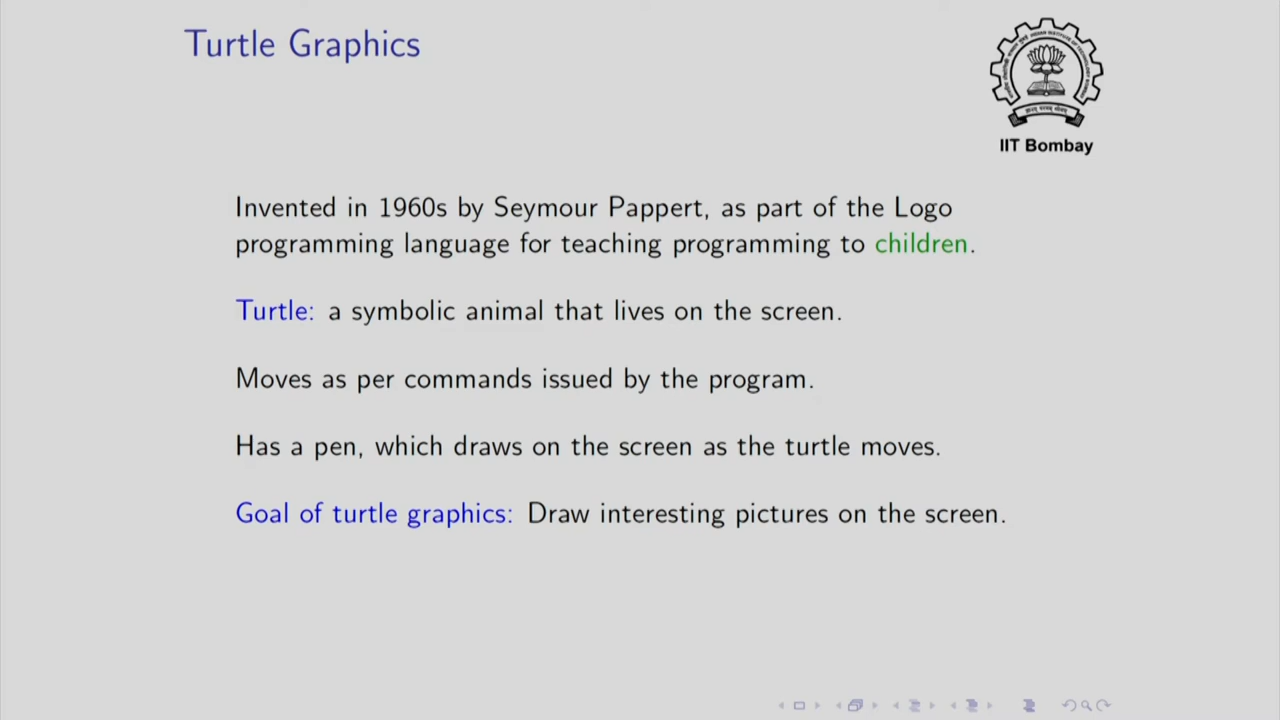 Turtle Graphics
IIT Bombay
Invented in 1960s by Seymour Pappert, as part of the Logo
programming language for teaching programming to children.
Turtle: a symbolic animal that lives on the screen.
Moves as per commands issued by the program.
Has a pen, which draws on the screen as the turtle moves.
Goal of turtle graphics: Draw interesting pictures on the screen.